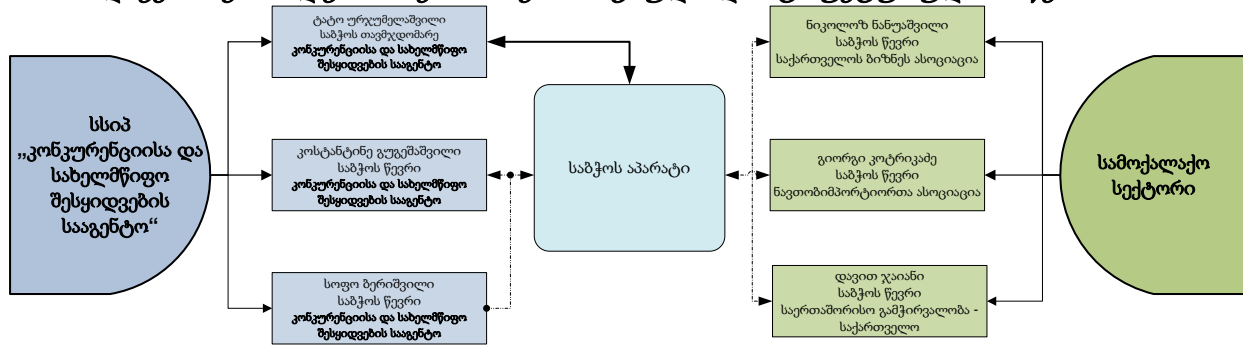 ტატო ურჯუმელაშვილი
საბჭოს თავმჯდომარე
კონკურენციისა და სახელმწიფო
შესყიდვების სააგენტო
ნიკოლოზ ნანუაშვილი
საბჭოს წევრი
საქართველოს ბიზნეს ასოციაცია
სსიპ
„კონკურენციისა და
სახელმწიფო
შესყიდვების
სააგენტო“
კოსტანტინე გუგეშაშვილი
საბჭოს წევრი
კონკურენციისა და სახელმწიფო
შესყიდვების სააგენტო
საბჭოს აპარატი
გიორგი კოტრიკაძე
საბჭოს წევრი
ნავთობიმპორტიორთა ასოციაცია
სამოქალაქო
სექტორი
სოფო ბერიშვილი
საბჭოს წევრი
კონკურენციისა და სახელმწიფო
შესყიდვების სააგენტო
დავით ჯაიანი
საბჭოს წევრი
საერთაშორისო გამჭირვალობა -
საქართველო